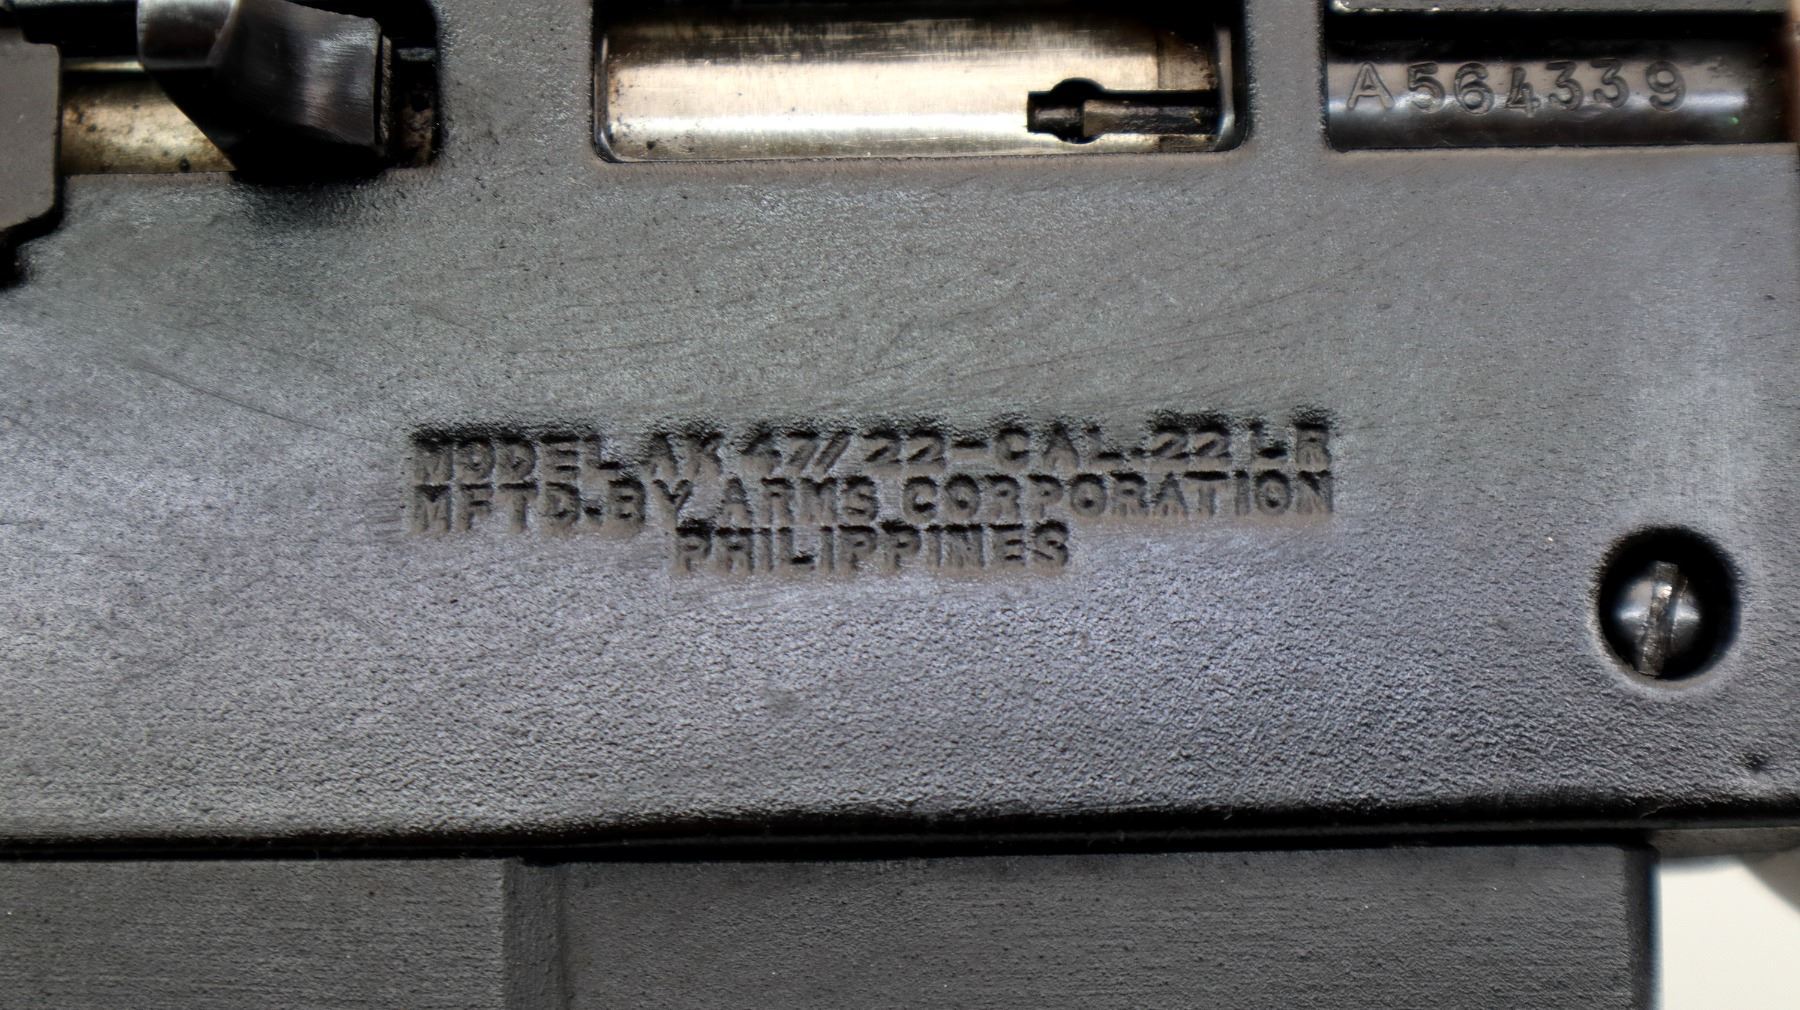 A564339
MODEL AK 47/22-CAL.22 LR
MFTD.BY ARMS CORPORATION
PHILIPPINES